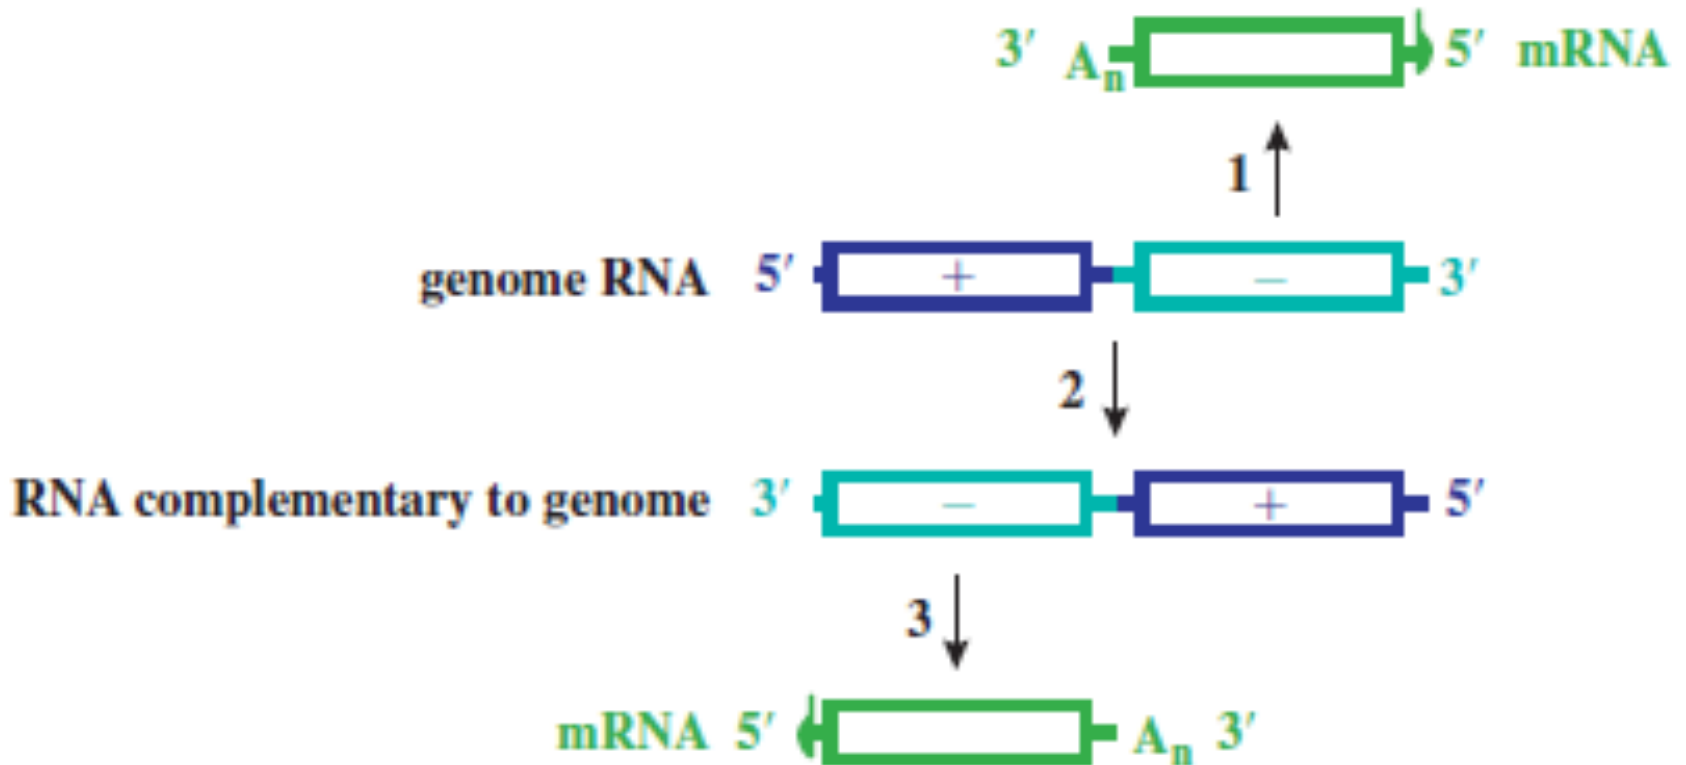 3′ Aₙ 5′ mRNA
1
genome RNA 5′ + − 3′
2
RNA complementary to genome 3′ − + 5′
3
mRNA 5′ Aₙ 3′